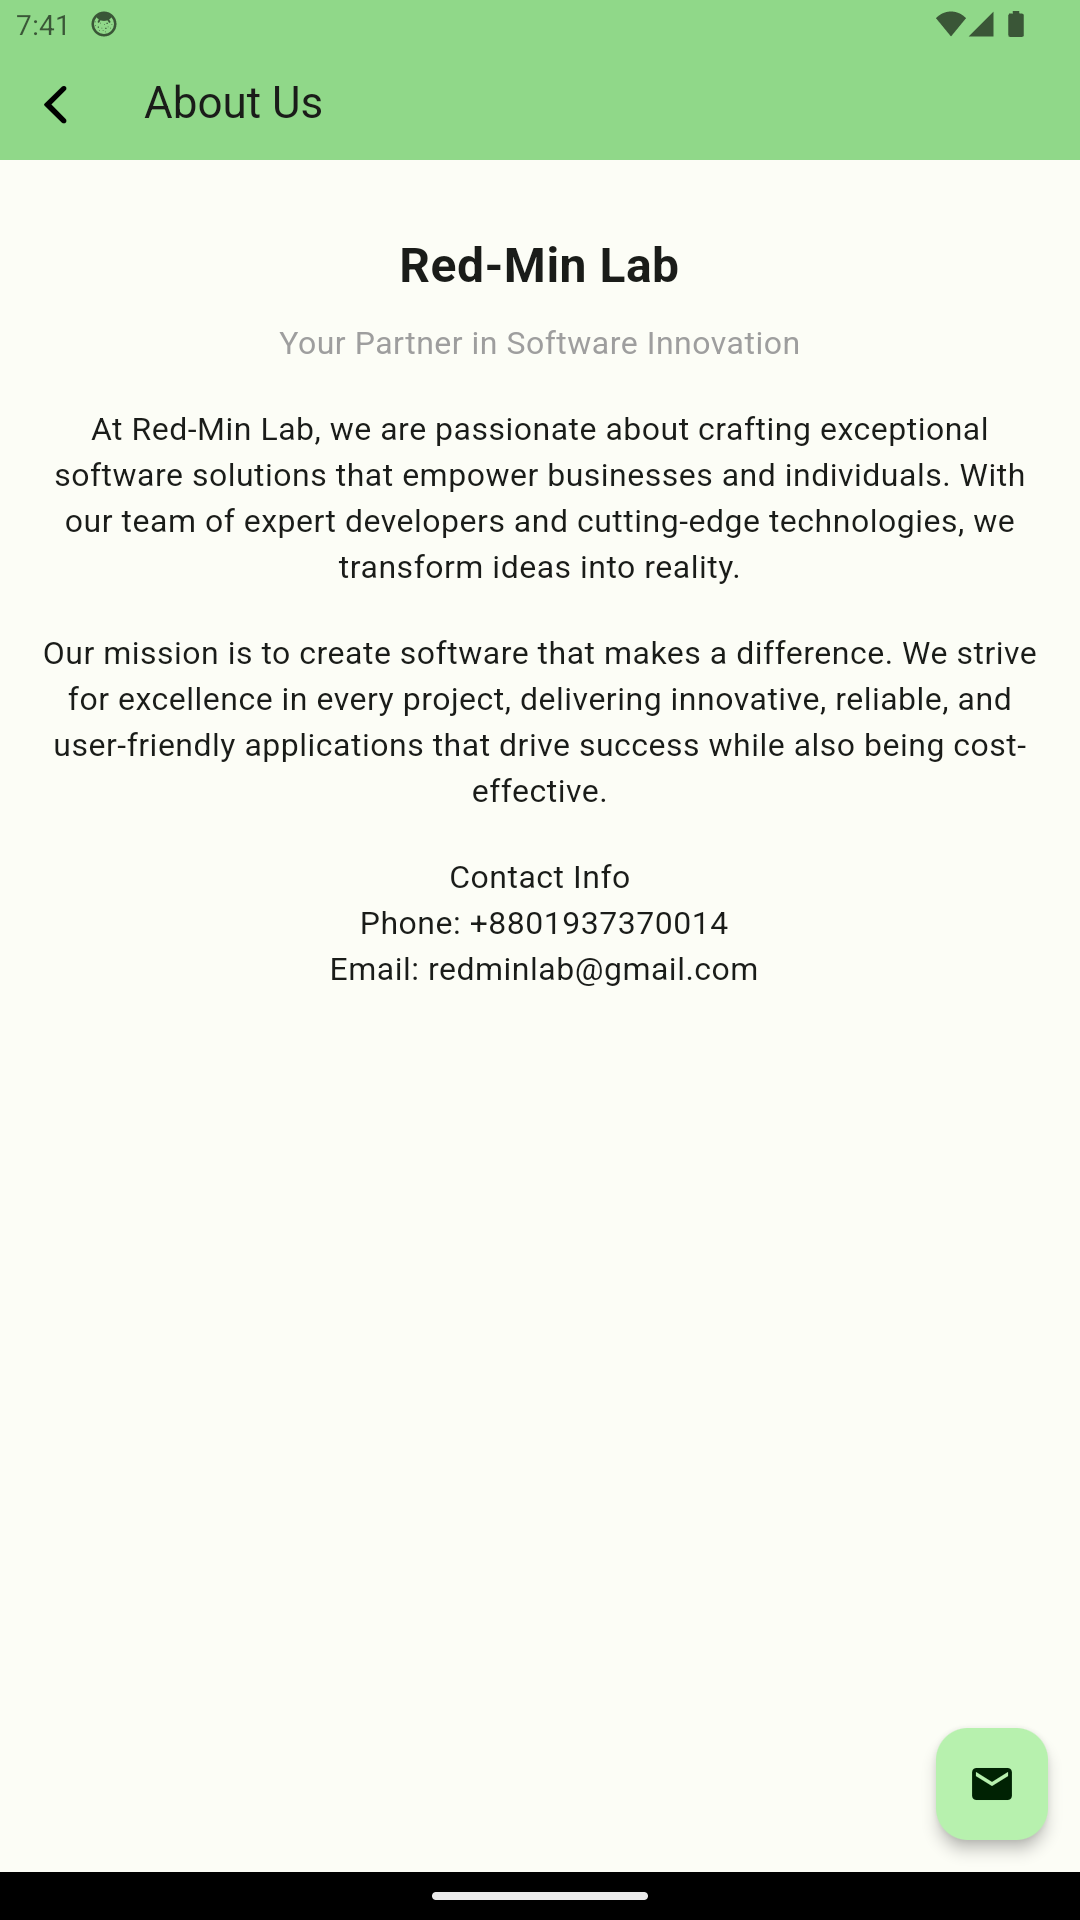 7:41
About Us
Red-Min Lab
Your Partner in Software Innovation
At Red-Min Lab, we are passionate about crafting exceptional
software solutions that empower businesses and individuals. With
our team of expert developers and cutting-edge technologies, we
transform ideas into reality.
Our mission is to create software that makes a difference. We strive
for excellence in every project, delivering innovative, reliable, and
user-friendly applications that drive success while also being cost-
effective.
Contact Info
Phone: +8801937370014
Email: redminlab@gmail.com